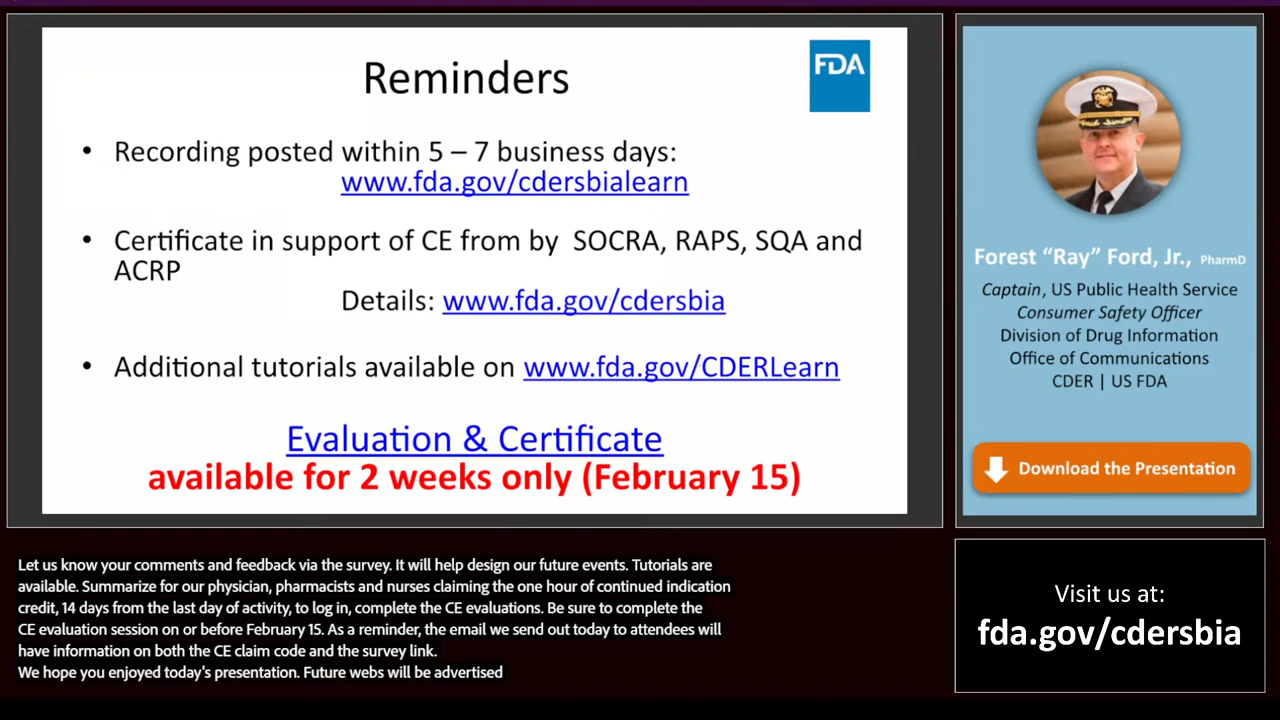 Reminders
FDA
• Recording posted within 5 – 7 business days:
www.fda.gov/cdersbialearn
• Certificate in support of CE from by SOCRA, RAPS, SQA and
ACRP
Details: www.fda.gov/cdersbia
• Additional tutorials available on www.fda.gov/CDERLearn
Evaluation & Certificate
available for 2 weeks only (February 15)
Forest “Ray” Ford, Jr., PharmD
Captain, US Public Health Service
Consumer Safety Officer
Division of Drug Information
Office of Communications
CDER | US FDA
Download the Presentation
Let us know your comments and feedback via the survey. It will help design our future events. Tutorials are
available. Summarize for our physician, pharmacists and nurses claiming the one hour of continued indication
credit, 14 days from the last day of activity, to log in, complete the CE evaluations. Be sure to complete the
CE evaluation session on or before February 15. As a reminder, the email we send out today to attendees will
have information on both the CE claim code and the survey link.
We hope you enjoyed today's presentation. Future webs will be advertised
Visit us at:
fda.gov/cdersbia